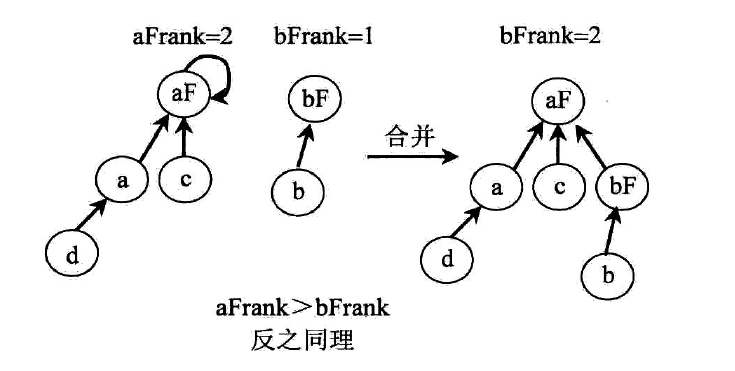 aFrank=2 bFrank=1 bFrank=2
aF bF aF
合并
a c b a c bF
d d b
aFrank＞bFrank
反之同理